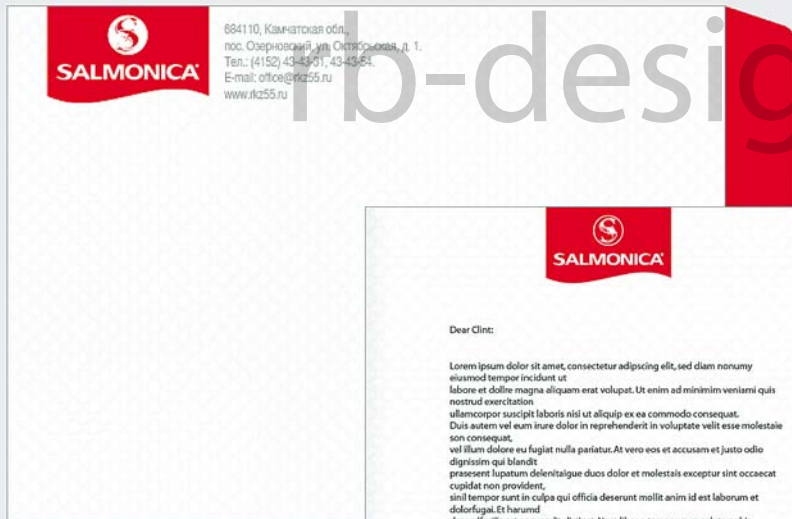 SALMONICA
684110, Камчатская обл.,
пос. Озерновский, ул. Октябрьская, д. 1.
Тел.: (4152) 43-43-31, 43-43-54.
E-mail: office@rkz55.ru
www.rkz55.ru
rb-desig
SALMONICA
Dear Clint:
Lorem ipsum dolor sit amet, consectetur adipscing elit, sed diam nonumy
eiusmod tempor incidunt ut
labore et dollre magna aliquam erat volupat. Ut enim ad minimim veniami quis
nostrud exercitation
ullamcorpor suscipit laboris nisi ut aliquip ex ea commodo consequat.
Duis autem vel eum irure dolor in reprehenderit in voluptate velit esse molestaie
son consequat,
vel illum dolore eu fugiat nulla pariatur. At vero eos et accusam et justo odio
dignissim qui blandit
prasesent lupatum delenitaigue duos dolor et molestais exceptur sint occaecat
cupidat non provident,
sinil tempor sunt in culpa qui officia deserunt mollit anim id est laborum et
dolorfugai. Et harumd